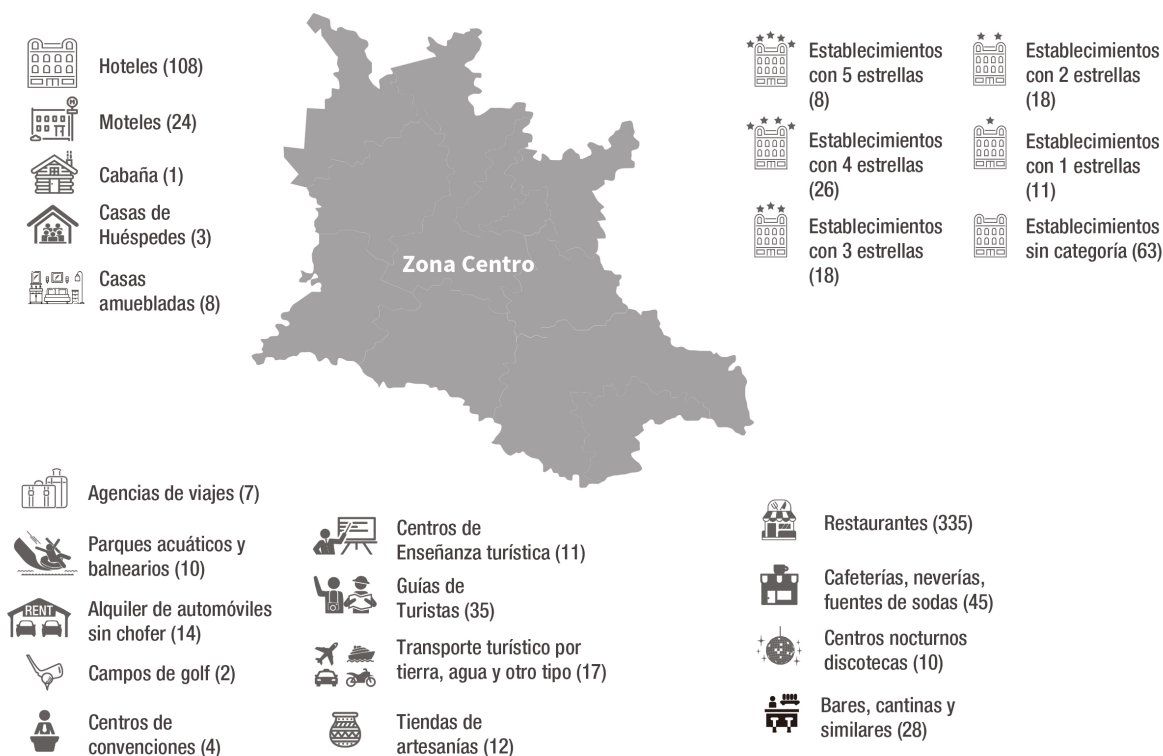 Hoteles (108)
Moteles (24)
Cabaña (1)
Casas de
Huéspedes (3)
Casas
amuebladas (8)
Establecimientos
con 5 estrellas
(8)
Establecimientos
con 4 estrellas
(26)
Establecimientos
con 3 estrellas
(18)
Establecimientos
con 2 estrellas
(18)
Establecimientos
con 1 estrellas
(11)
Establecimientos
sin categoría (63)
Zona Centro
Agencias de viajes (7)
Parques acuáticos y
balnearios (10)
RENT
Alquiler de automóviles
sin chofer (14)
Campos de golf (2)
Centros de
convenciones (4)
Centros de
Enseñanza turística (11)
Guías de
Turistas (35)
Transporte turístico por
tierra, agua y otro tipo (17)
Tiendas de
artesanías (12)
Restaurantes (335)
Cafeterías, neverías,
fuentes de sodas (45)
Centros nocturnos
discotecas (10)
Bares, cantinas y
similares (28)